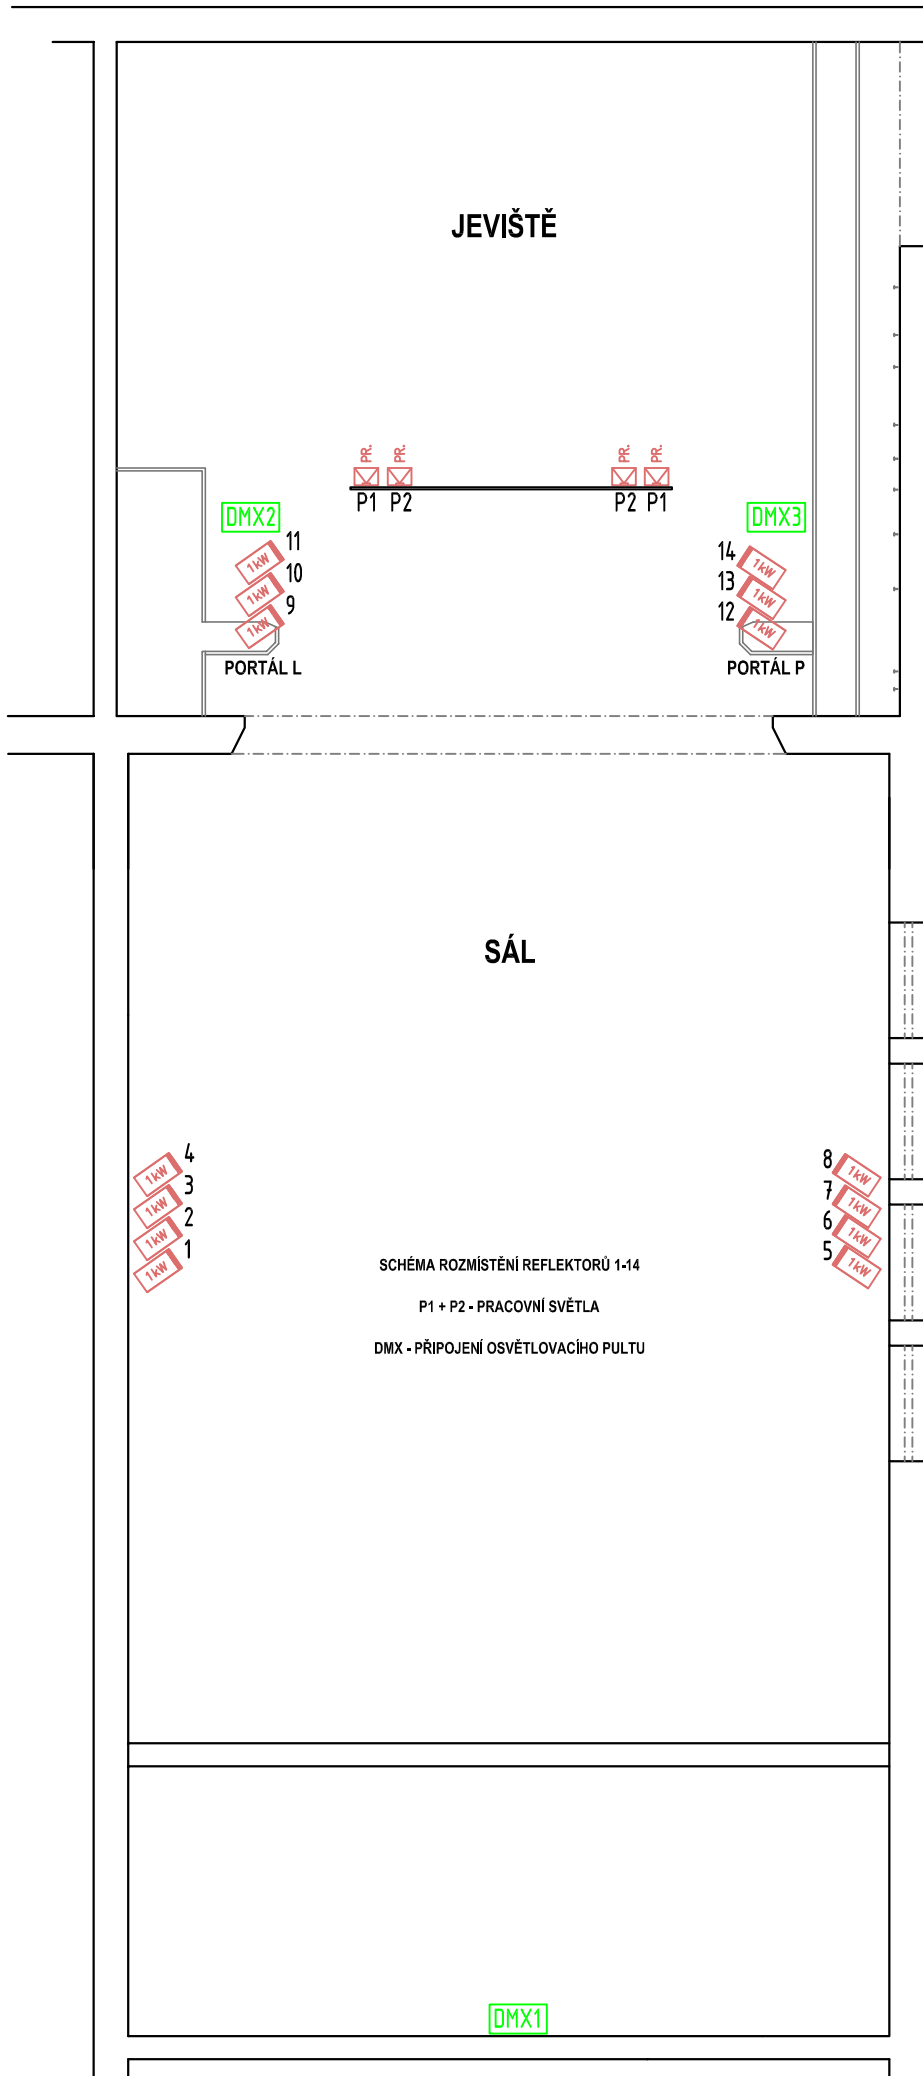 JEVIŠTĚ
PR. PR. PR. PR.
P1 P2 P2 P1
DMX2 DMX3
1kW 11
1kW 10
1kW 9
14 1kW
13 1kW
12 1kW
PORTÁL L PORTÁL P
SÁL
1kW 4
1kW 3
1kW 2
1kW 1
8 1kW
7 1kW
6 1kW
5 1kW
SCHÉMA ROZMÍSTĚNÍ REFLEKTORŮ 1-14
P1 + P2 - PRACOVNÍ SVĚTLA
DMX - PŘIPOJENÍ OSVĚTLOVACÍHO PULTU
DMX1